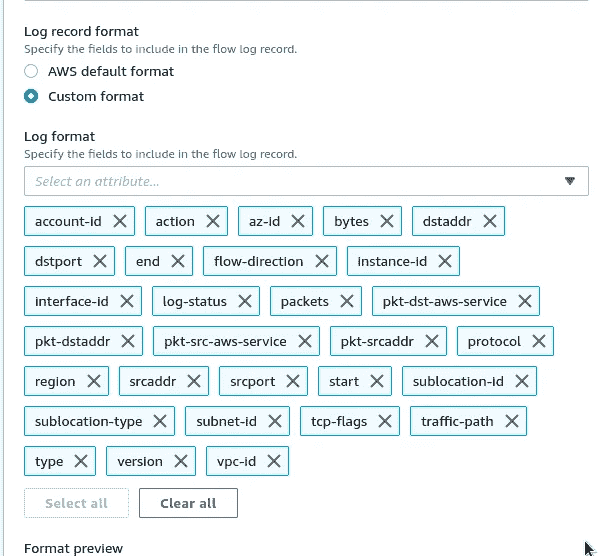 Log record format
Specify the fields to include in the flow log record.
AWS default format
Custom format
Log format
Specify the fields to include in the flow log record.
Select an attribute...
account-id action az-id bytes dstaddr
dstport end flow-direction instance-id
interface-id log-status packets pkt-dst-aws-service
pkt-dstaddr pkt-src-aws-service pkt-srcaddr protocol
region srcaddr srcport start sublocation-id
sublocation-type subnet-id tcp-flags traffic-path
type version vpc-id
Select all Clear all
Format preview